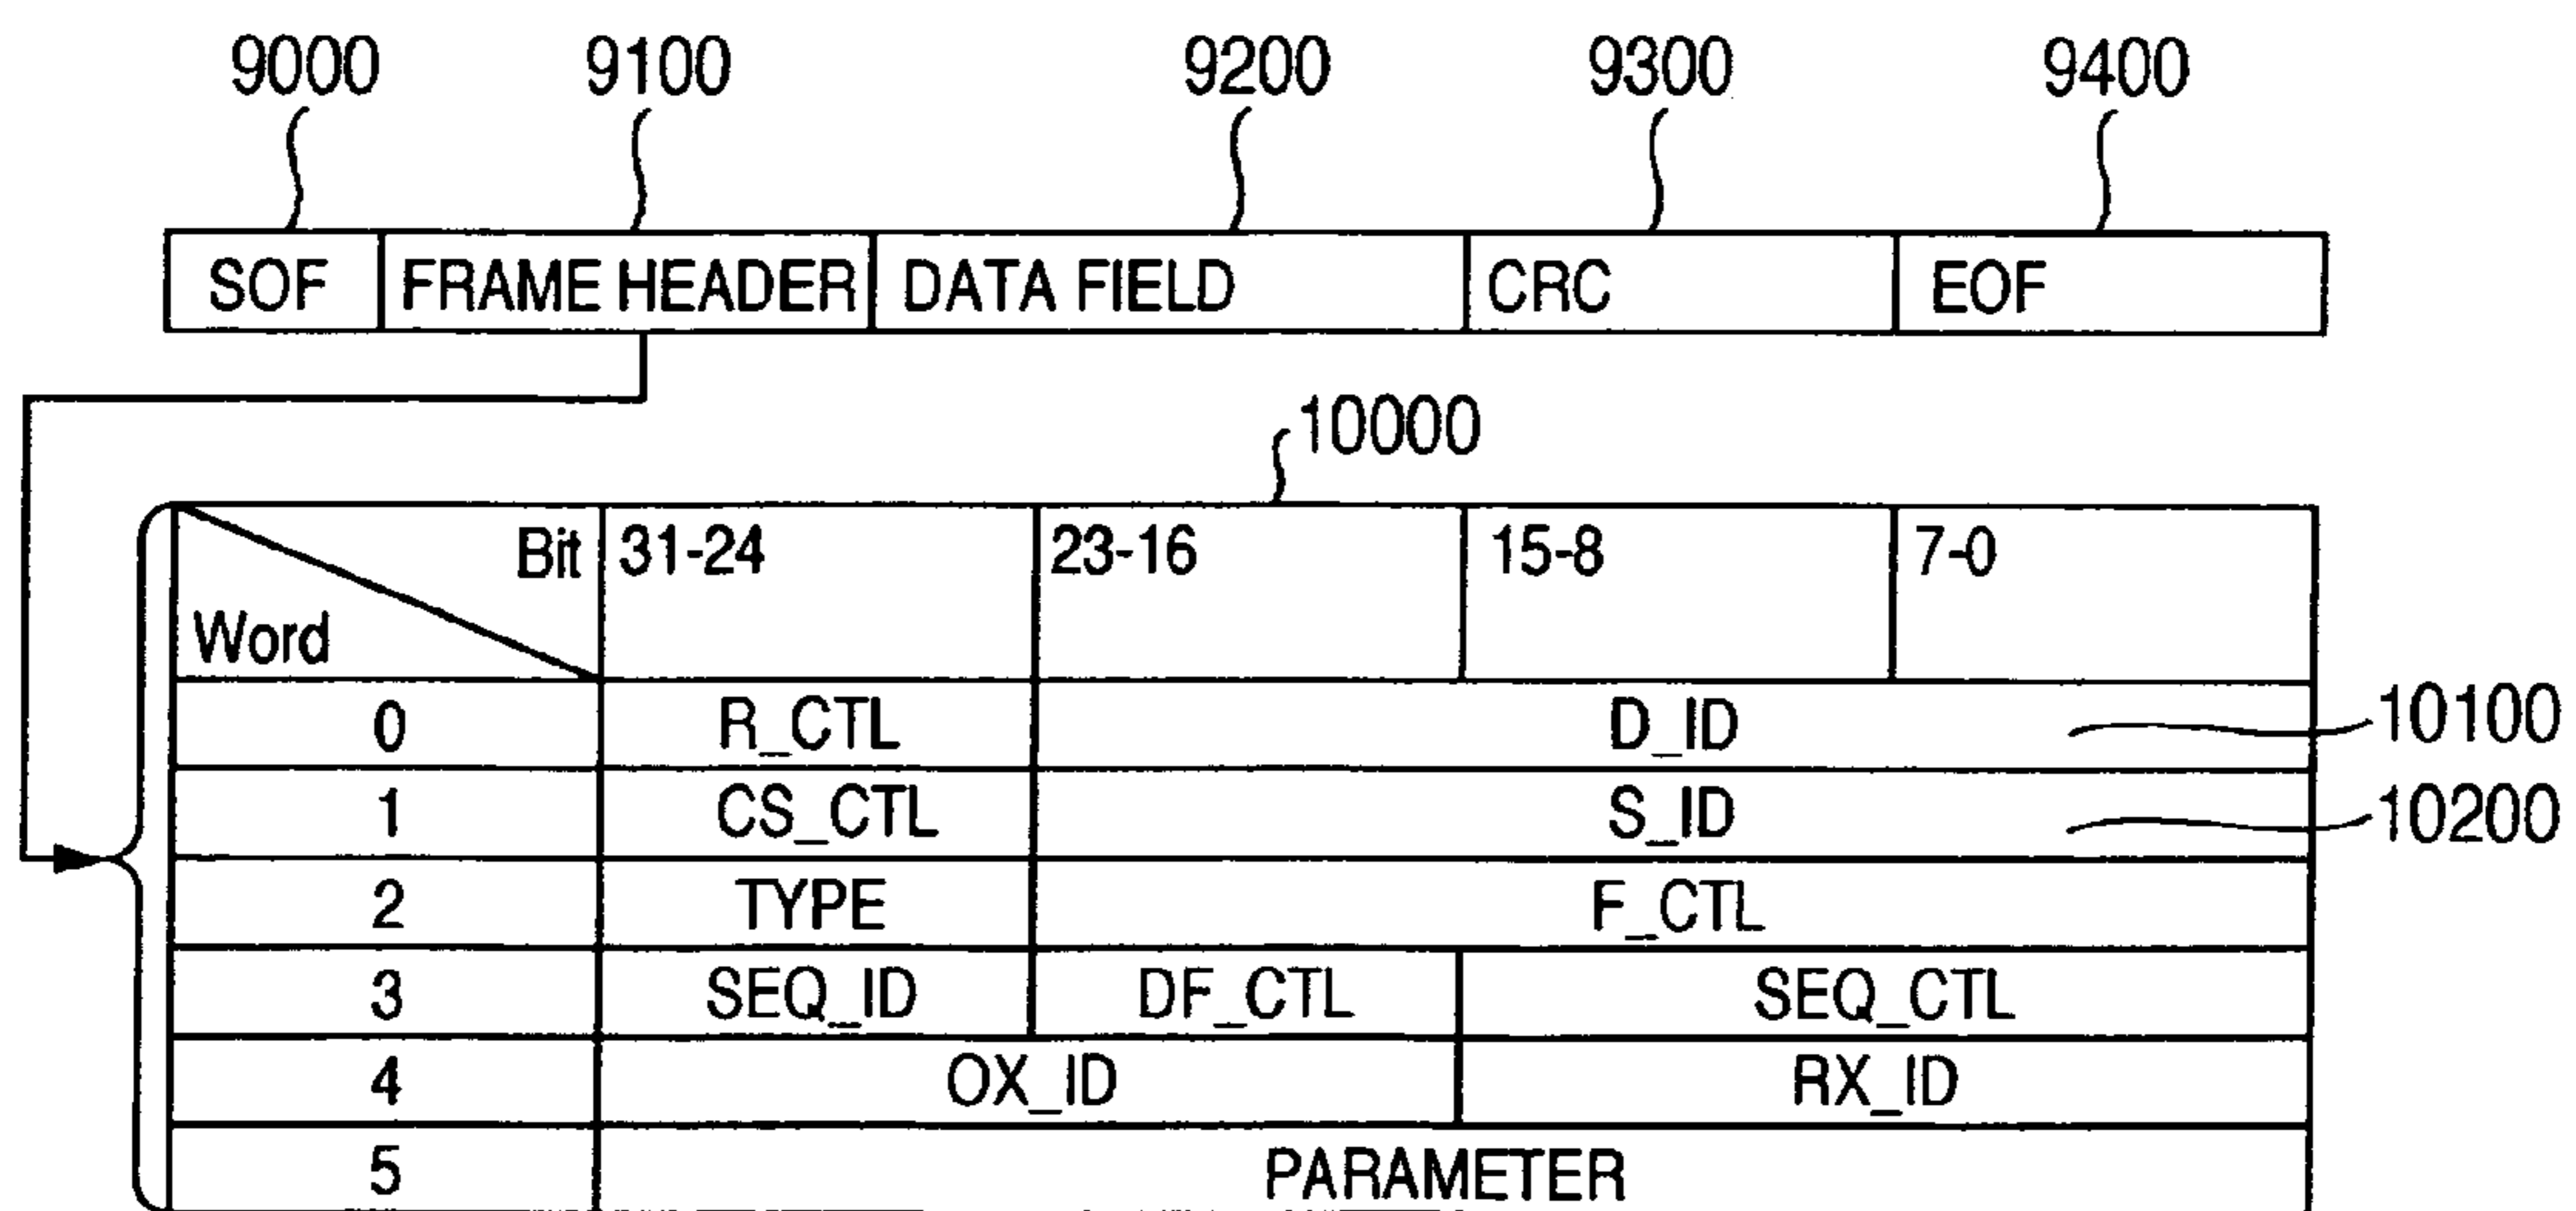 9000 9100 9200 9300 9400
SOF FRAME HEADER DATA FIELD CRC EOF
10000
Bit 31-24 23-16 15-8 7-0
Word
0 R_CTL D_ID 10100
1 CS_CTL S_ID 10200
2 TYPE F_CTL
3 SEQ_ID DF_CTL SEQ_CTL
4 OX_ID RX_ID
5 PARAMETER